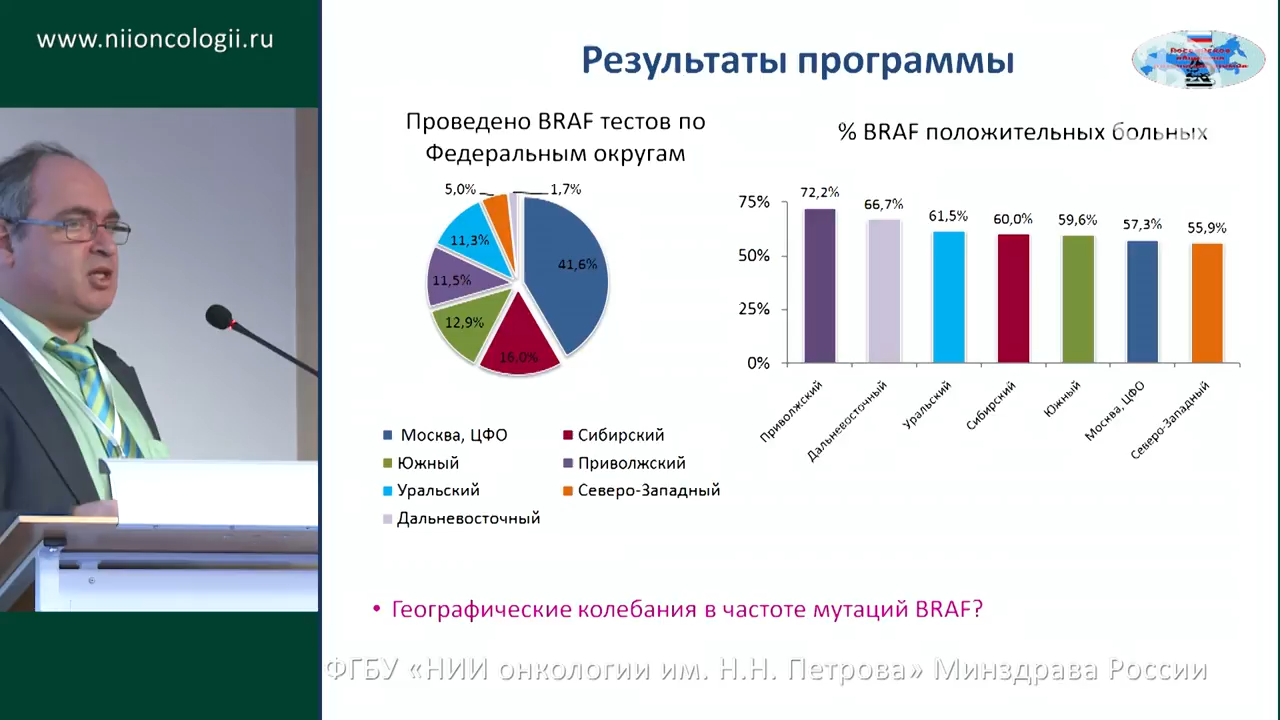 www.niioncologii.ru
Результаты программы
Проведено BRAF тестов по
Федеральным округам
5,0%
1,7%
11,3%
41,6%
11,5%
12,9%
16,0%
Москва, ЦФО
Сибирский
Южный
Приволжский
Уральский
Северо-Западный
Дальневосточный
% BRAF положительных больных
75%
50%
25%
0%
72,2%
66,7%
61,5%
60,0%
59,6%
57,3%
55,9%
Приволжский
Дальневосточный
Уральский
Сибирский
Южный
Москва, ЦФО
Северо-Западный
• Географические колебания в частоте мутаций BRAF?
ФГБУ «НИИ онкологии им. Н.Н. Петрова» Минздрава России